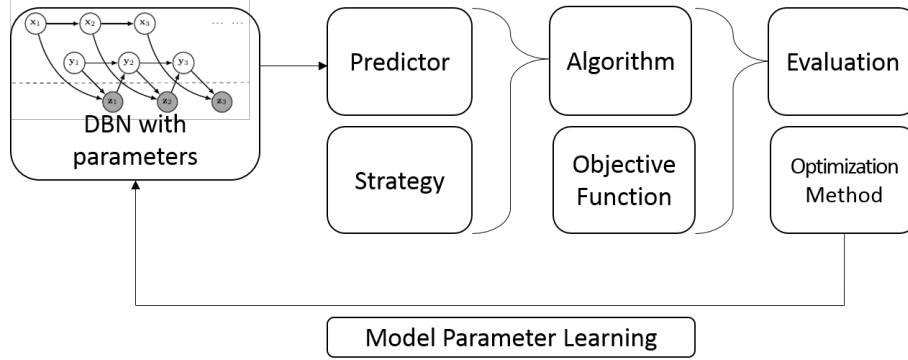 x₁ x₂ x₃ ... ...
y₁ y₂ y₃
z₁ z₂ z₃
DBN with
parameters
Predictor
Strategy
Algorithm
Objective
Function
Evaluation
Optimization
Method
Model Parameter Learning